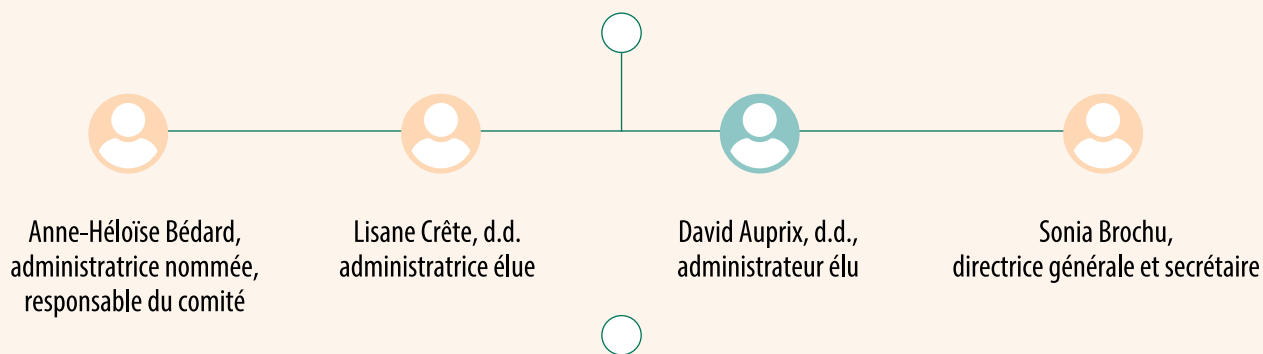 Anne-Héloïse Bédard,
administratrice nommée,
responsable du comité
Lisane Crête, d.d.
administratrice élue
David Auprix, d.d.,
administrateur élu
Sonia Brochu,
directrice générale et secrétaire